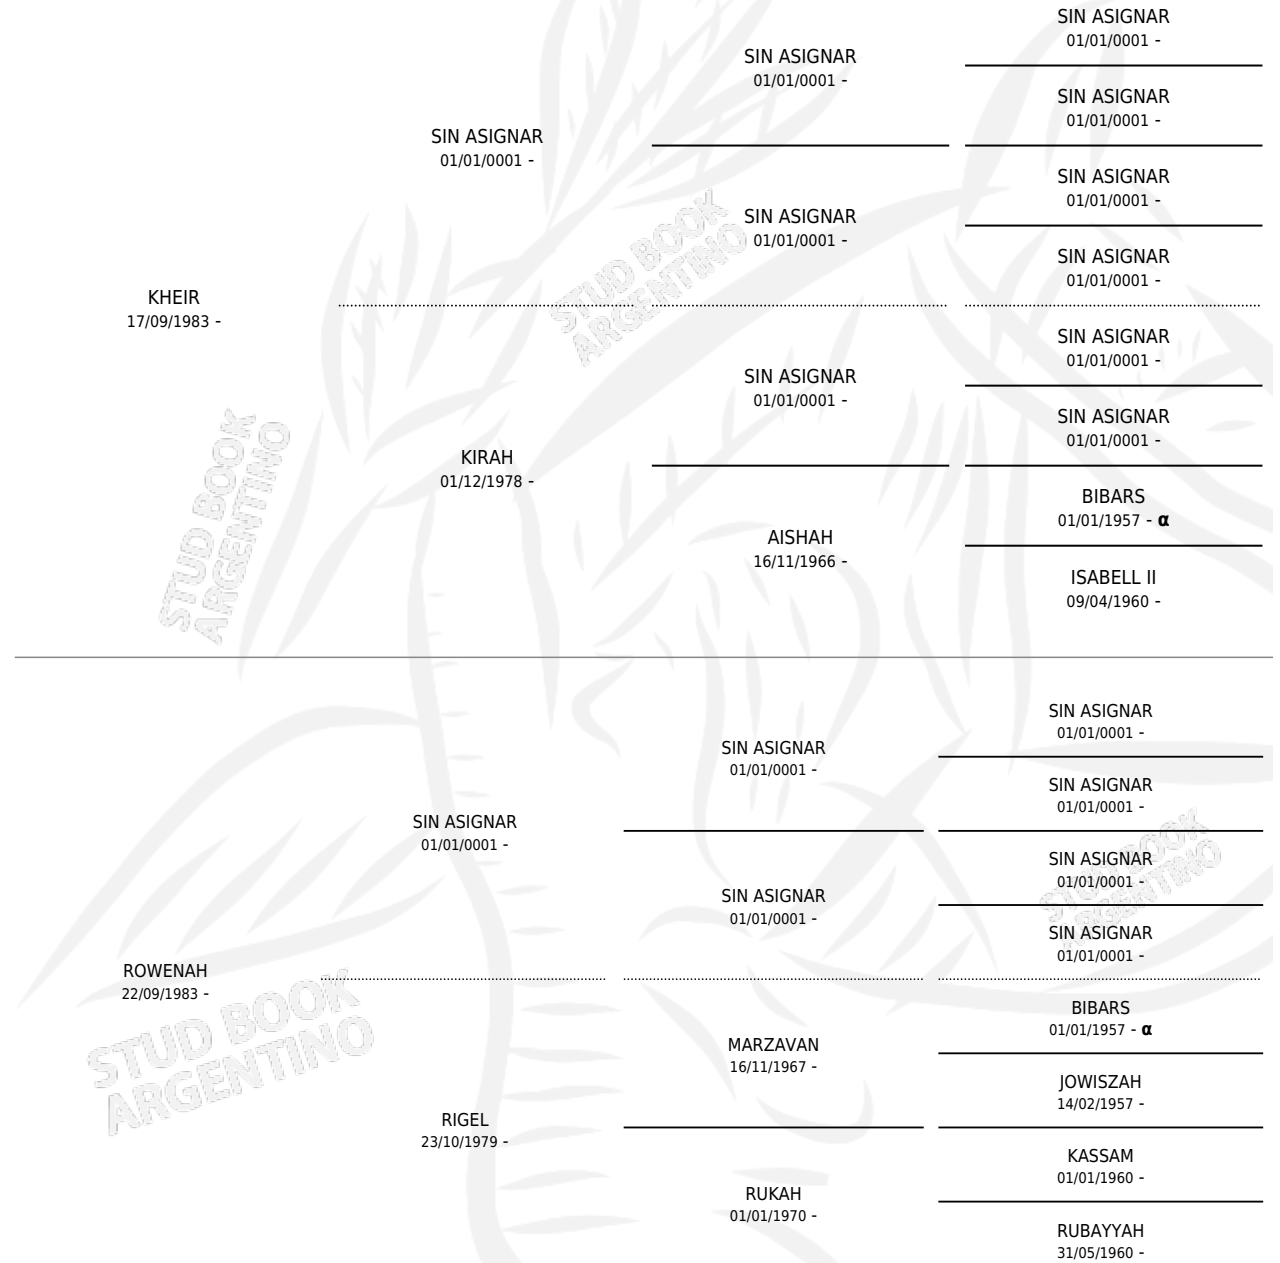 SIN ASIGNAR
01/01/0001 -
SIN ASIGNAR
01/01/0001 -
SIN ASIGNAR
01/01/0001 -
SIN ASIGNAR
01/01/0001 -
SIN ASIGNAR
01/01/0001 -
STUD BOOK
ARGENTINO
SIN ASIGNAR
01/01/0001 -
SIN ASIGNAR
01/01/0001 -
KHEIR
17/09/1983 -
SIN ASIGNAR
01/01/0001 -
SIN ASIGNAR
01/01/0001 -
SIN ASIGNAR
01/01/0001 -
STUD BOOK
ARGENTINO
KIRAH
01/12/1978 -
BIBARS
01/01/1957 - α
AISHAH
16/11/1966 -
ISABELL II
09/04/1960 -
SIN ASIGNAR
01/01/0001 -
SIN ASIGNAR
01/01/0001 -
SIN ASIGNAR
01/01/0001 -
SIN ASIGNAR
01/01/0001 -
STUD BOOK
ARGENTINO
SIN ASIGNAR
01/01/0001 -
SIN ASIGNAR
01/01/0001 -
SIN ASIGNAR
01/01/0001 -
ROWENAH
22/09/1983 -
STUD BOOK
ARGENTINO
BIBARS
01/01/1957 - α
MARZAVAN
16/11/1967 -
JOWISZAH
14/02/1957 -
RIGEL
23/10/1979 -
KASSAM
01/01/1960 -
RUKAH
01/01/1970 -
RUBAYYAH
31/05/1960 -